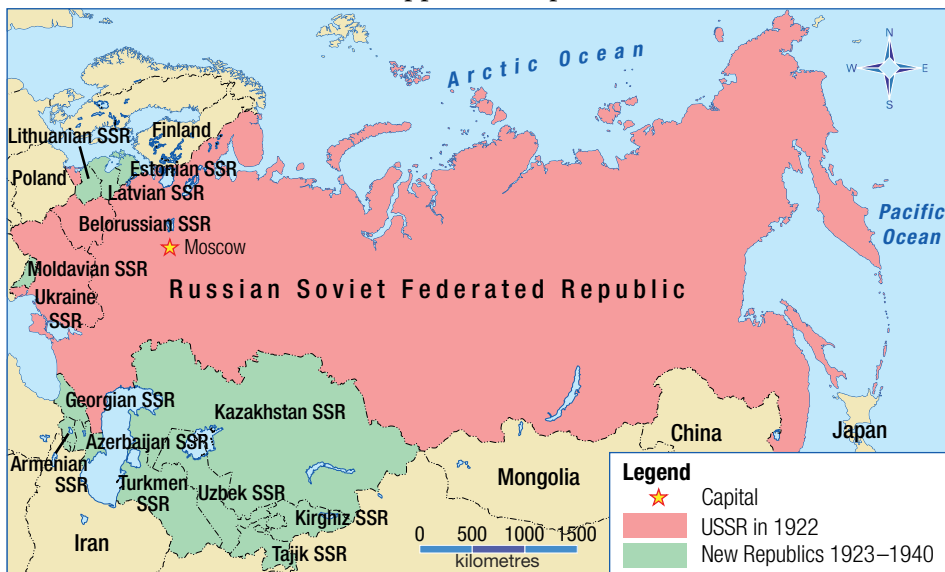 Arctic Ocean
N
W E
S
Lithuanian SSR
Finland
Poland
Estonian SSR
Latvian SSR
Belorussian SSR
Moscow
Pacific
Ocean
Moldavian SSR
Russian Soviet Federated Republic
Ukraine
SSR
Georgian SSR
Kazakhstan SSR
Azerbaijan SSR
Armenian
SSR
Turkmen
SSR
Uzbek SSR
Kirghiz SSR
Tajik SSR
Iran
Mongolia
China
Japan
0 500 1000 1500
kilometres
Legend
Capital
USSR in 1922
New Republics 1923–1940